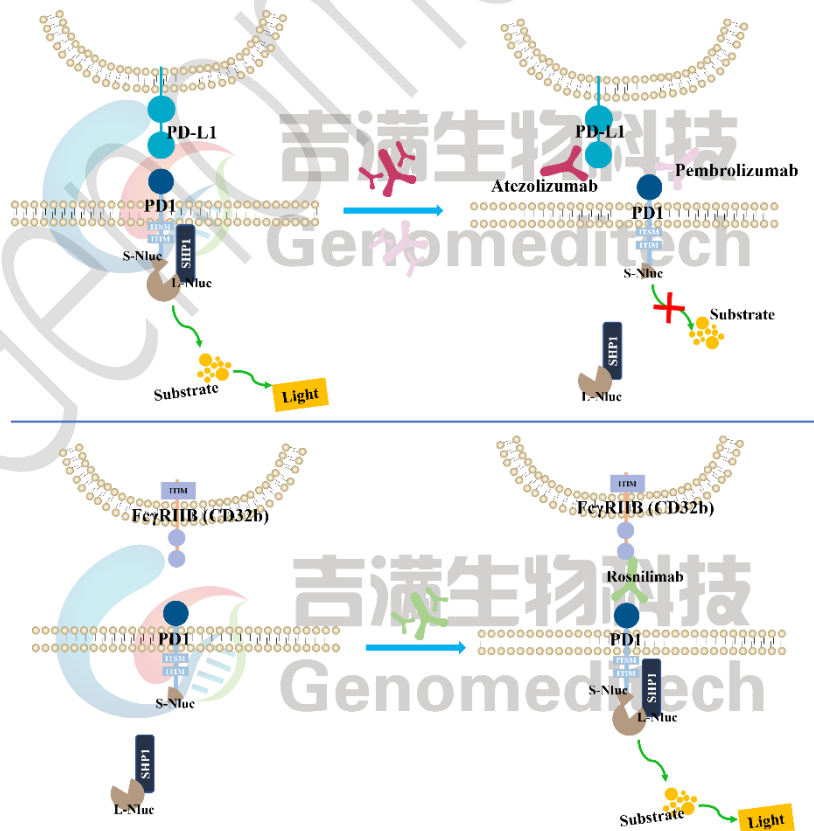 PD-L1
PD1
ITSM
ITIM
S-Nluc
SHP1
L-Nluc
Substrate
Light
PD-L1
Atezolizumab
Pembrolizumab
PD1
ITSM
ITIM
S-Nluc
Substrate
SHP1
L-Nluc
吉满生物科技
Genomeditech
ITIM
FcγRIIB (CD32b)
PD1
ITSM
ITIM
S-Nluc
SHP1
L-Nluc
ITIM
FcγRIIB (CD32b)
Rosnilimab
PD1
ITSM
ITIM
S-Nluc
SHP1
L-Nluc
Substrate
Light
吉满生物科技
Genomeditech